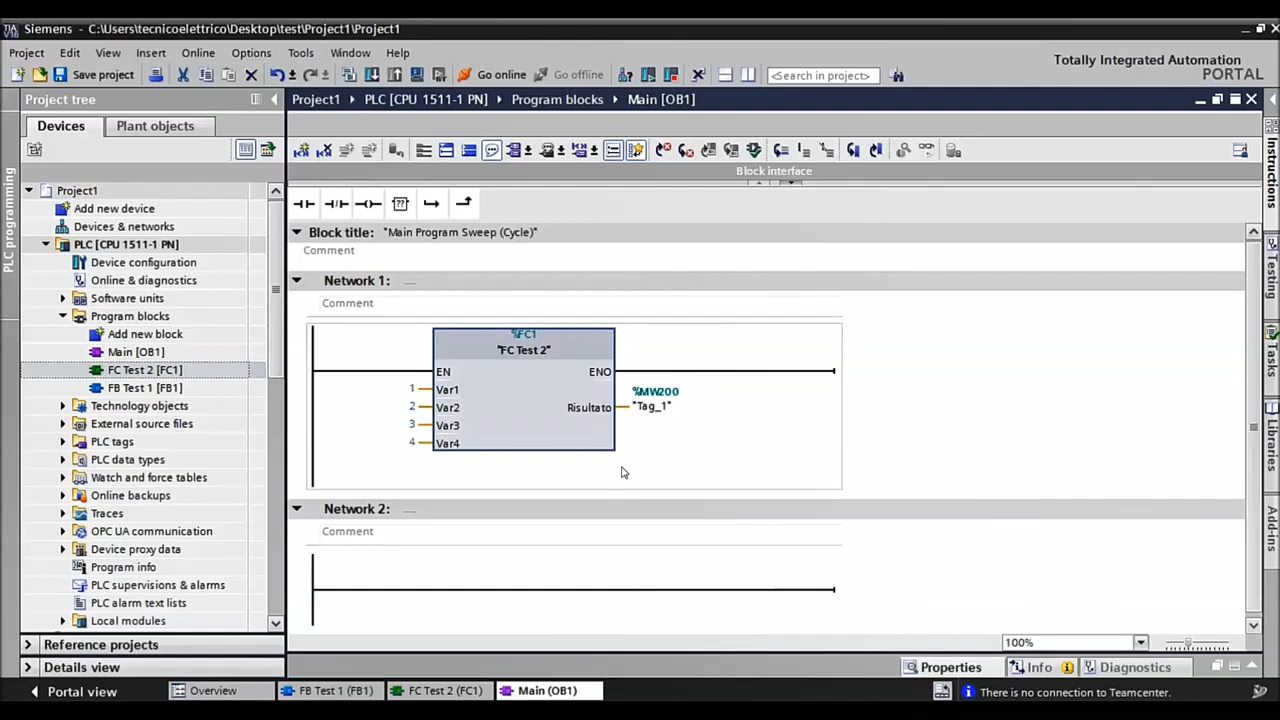 Siemens - C:\Users\tecnicoelettrico\Desktop\test\Project1\Project1
Project Edit View Insert Online Options Tools Window Help
Totally Integrated Automation
PORTAL
Save project Go online Go offline <Search in project>
Project tree
Project1 PLC [CPU 1511-1 PN] Program blocks Main [OB1]
Devices Plant objects
Block interface
PLC programming
Project1
Add new device
Devices & networks
PLC [CPU 1511-1 PN]
Device configuration
Online & diagnostics
Software units
Program blocks
Add new block
Main [OB1]
FC Test 2 [FC1]
FB Test 1 [FB1]
Technology objects
External source files
PLC tags
PLC data types
Watch and force tables
Online backups
Traces
OPC UA communication
Device proxy data
Program info
PLC supervisions & alarms
PLC alarm text lists
Local modules
Reference projects
Details view
??
Block title: "Main Program Sweep (Cycle)"
Comment
Network 1: .....
Comment
%FC1
"FC Test 2"
EN ENO
1 Var1
%MW200
2 Var2 Risultato "Tag_1"
3 Var3
4 Var4
Network 2: .....
Comment
100%
Properties Info Diagnostics
Instructions
Testing
Tasks
Libraries
Add-ins
Portal view Overview FB Test 1 (FB1) FC Test 2 (FC1) Main (OB1) There is no connection to Teamcenter.